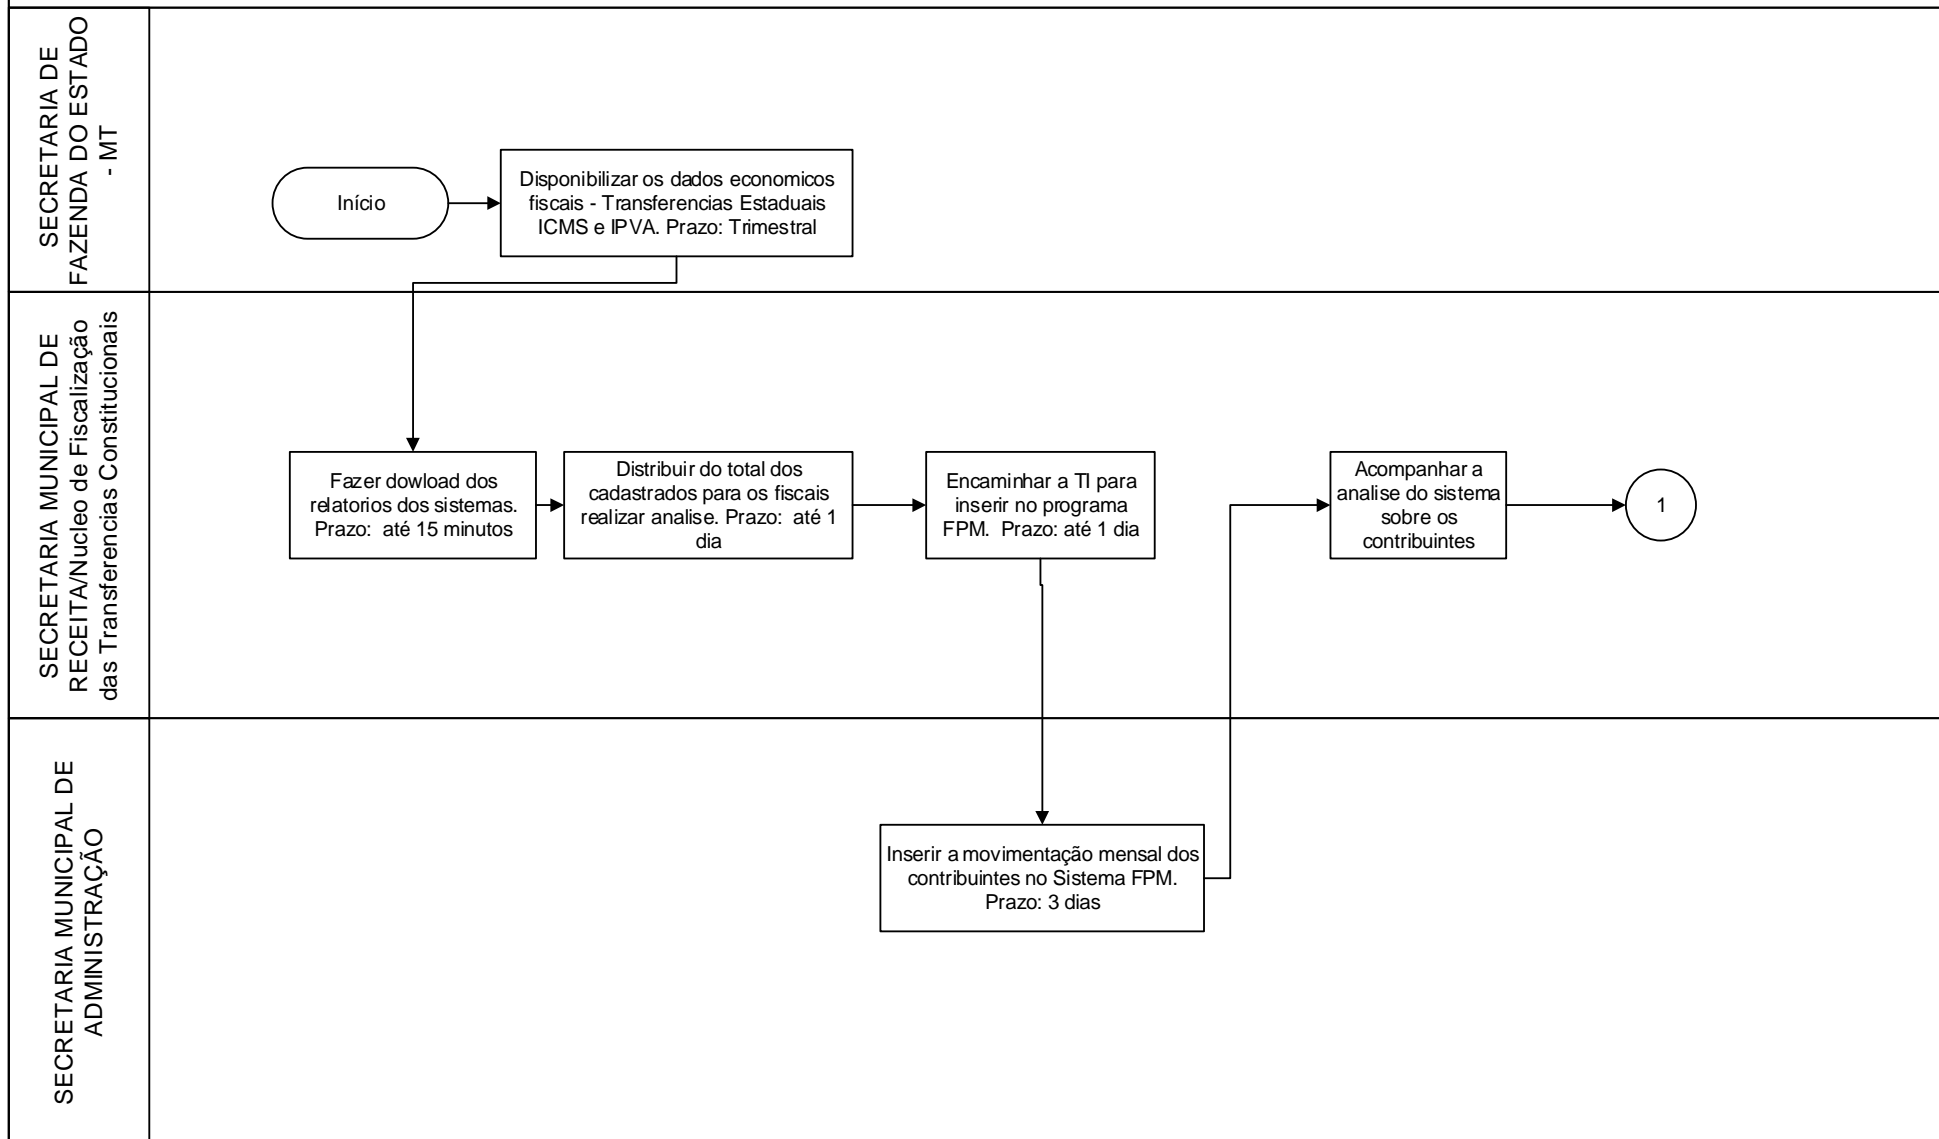 SECRETARIA DE
FAZENDA DO ESTADO
- MT
Início
Disponibilizar os dados economicos
fiscais - Transferencias Estaduais
ICMS e IPVA. Prazo: Trimestral
SECRETARIA MUNICIPAL DE
RECEITA/Nucleo de Fiscalização
das Transferencias Constitucionais
Fazer dowload dos
relatorios dos sistemas.
Prazo:  até 15 minutos
Distribuir do total dos
cadastrados para os fiscais
realizar analise. Prazo:  até 1
dia
Encaminhar a TI para
inserir no programa
FPM.  Prazo: até 1 dia
Acompanhar a
analise do sistema
sobre os
contribuintes
1
SECRETARIA MUNICIPAL DE
ADMINISTRAÇÃO
Inserir a movimentação mensal dos
contribuintes no Sistema FPM.
Prazo: 3 dias